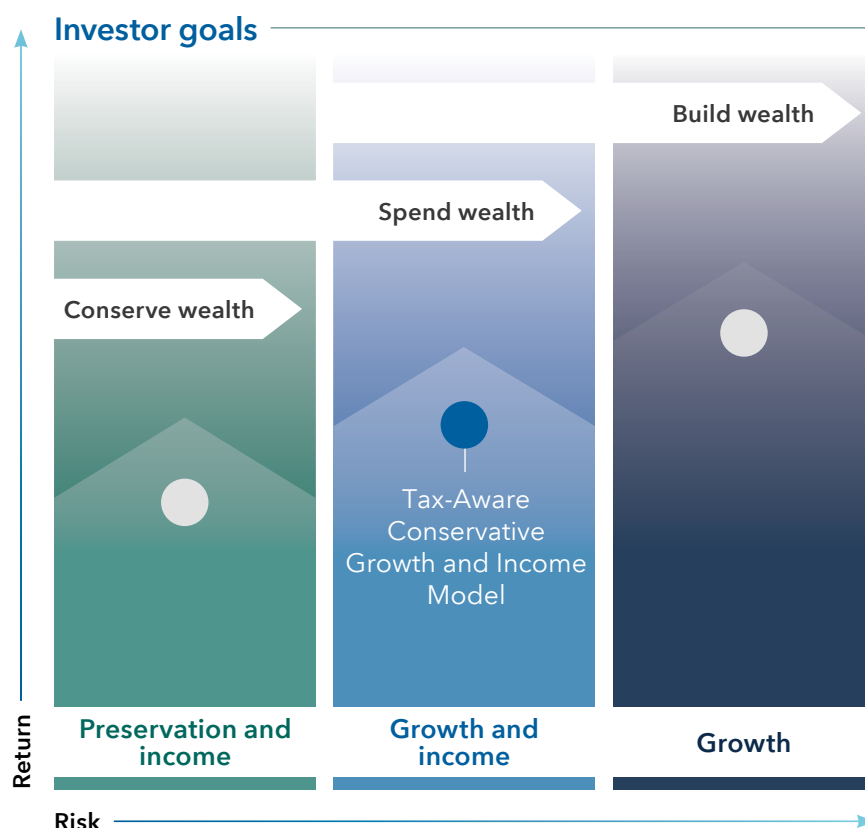 Investor goals
Build wealth
Spend wealth
Conserve wealth
Tax-Aware
Conservative
Growth and Income
Model
Return
Preservation and
income
Growth and
income
Growth
Risk